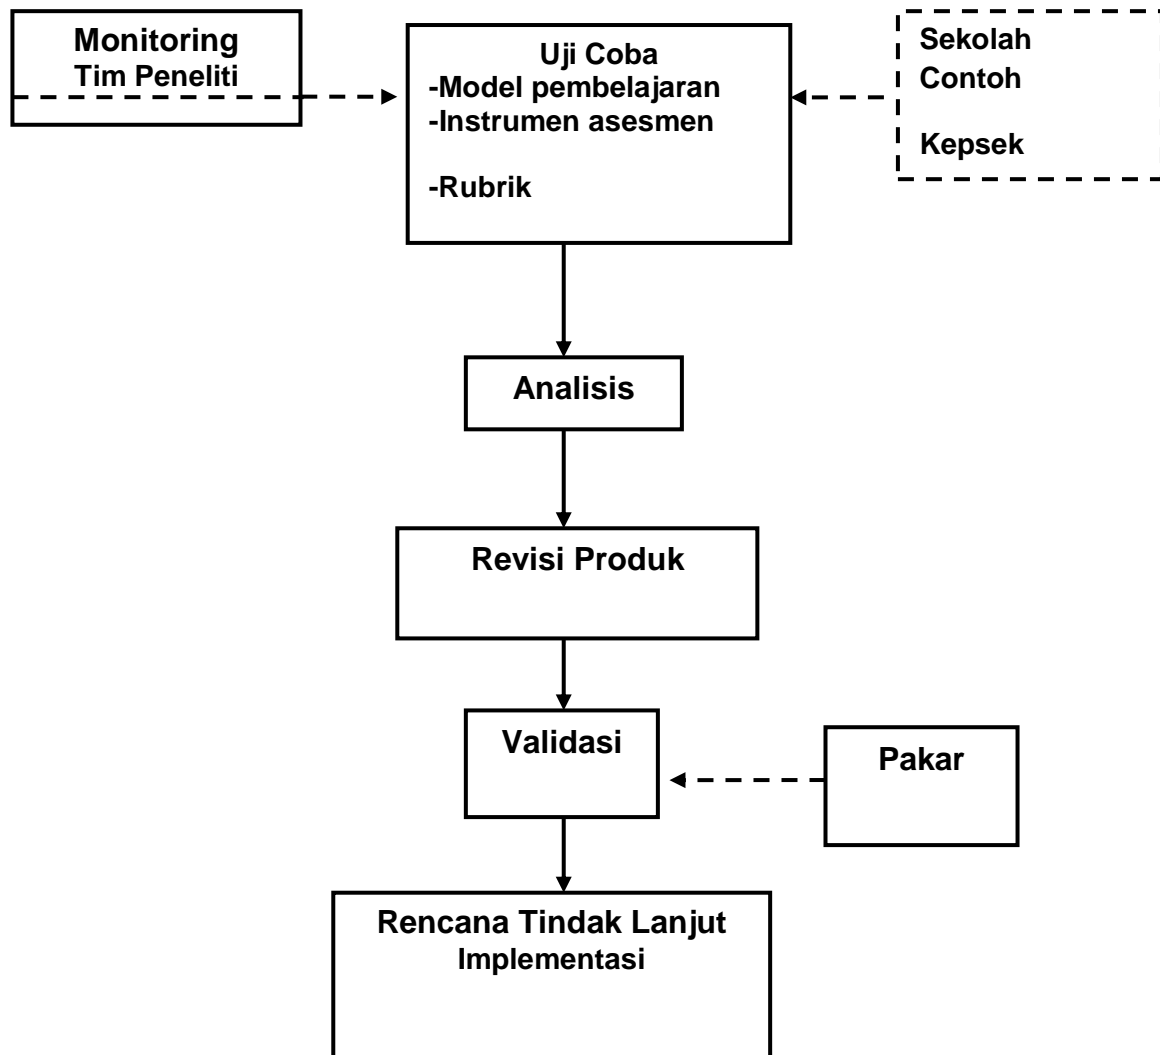 Monitoring
Tim Peneliti
Uji Coba
-Model pembelajaran
-Instrumen asesmen
-Rubrik
Sekolah
Contoh
Kepsek
Analisis
Revisi Produk
Validasi
Pakar
Rencana Tindak Lanjut
Implementasi